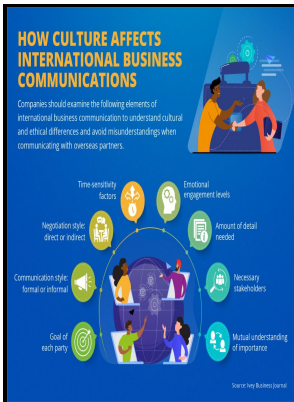 HOW CULTURE AFFECTS
INTERNATIONAL BUSINESS
COMMUNICATIONS
Companies should examine the following elements of
international business communication to understand cultural
and ethical differences and avoid misunderstandings when
communicating with overseas partners.
Time-sensitivity
factors
Emotional
engagement levels
Negotiation style:
direct or indirect
Amount of detail
needed
Communication style:
formal or informal
Necessary
stakeholders
Goal of
each party
Mutual understanding
of importance
Source: Ivey Business Journal